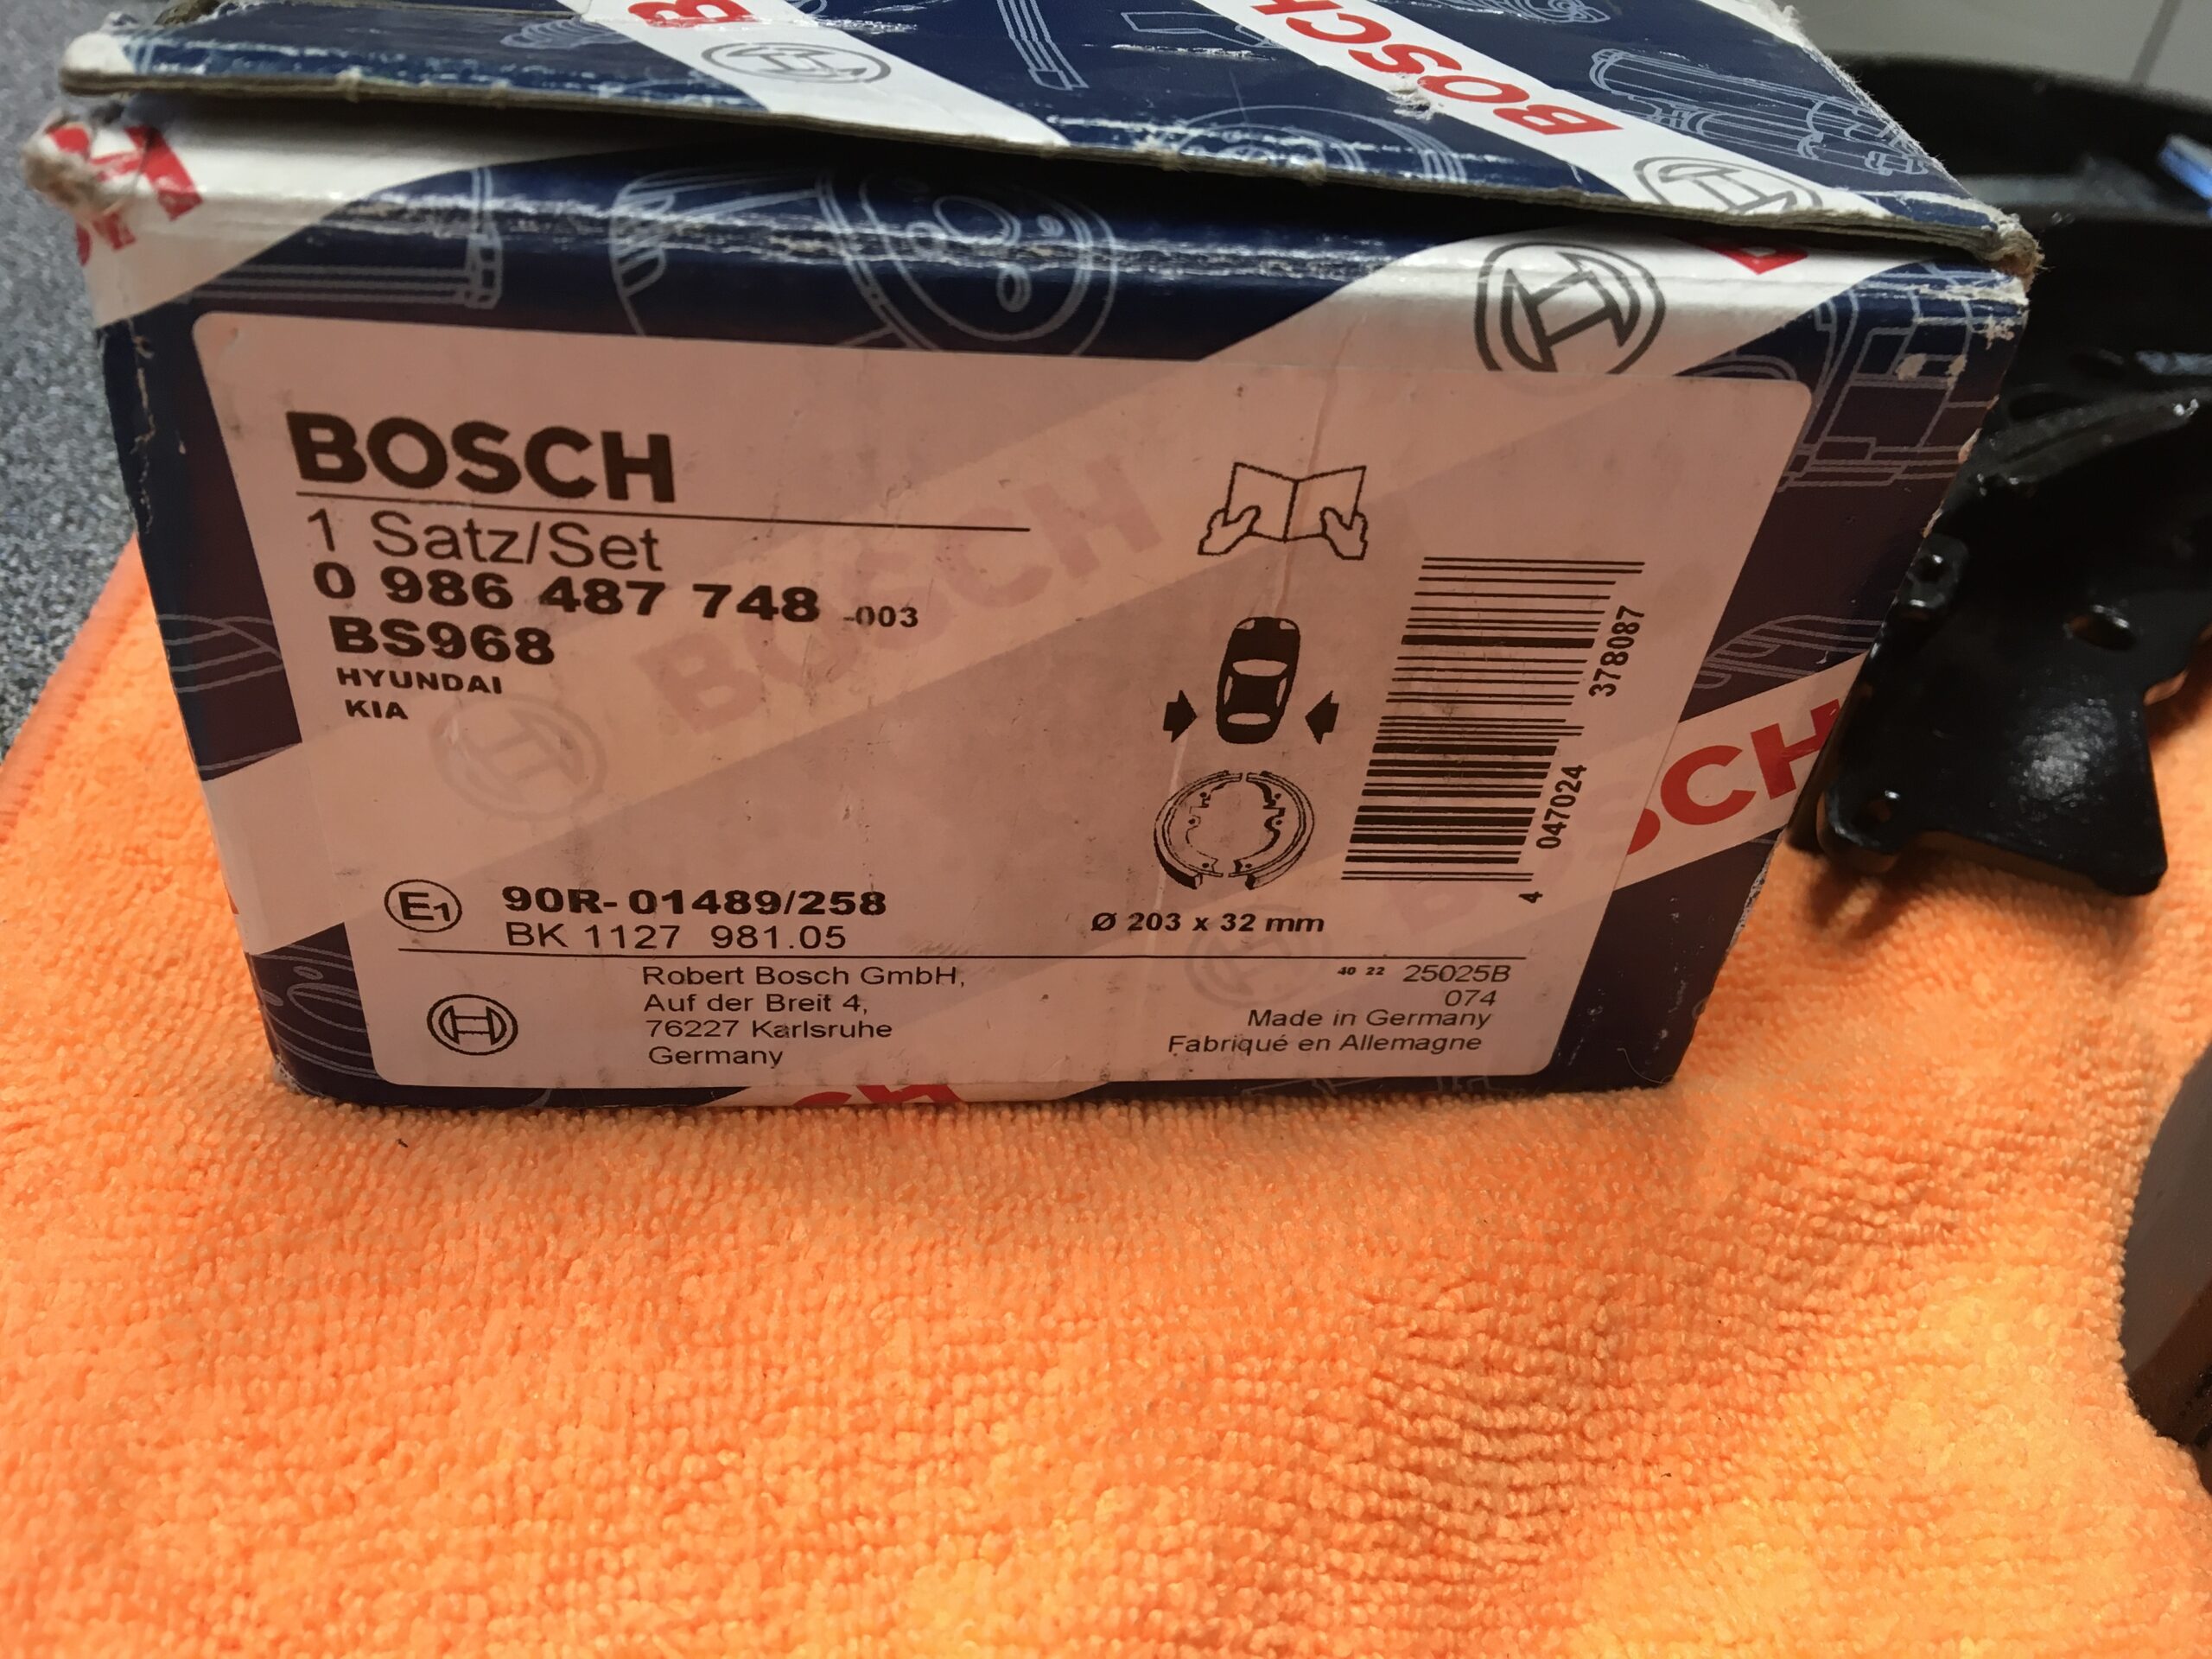 BOSCH
BOSCH
1 Satz/Set
0 986 487 748 -003
BS968
HYUNDAI
KIA
BOSCH
4 047024 378087
E1
90R- 01489/258
BK 1127 981.05
Ø 203 x 32 mm
Robert Bosch GmbH,
Auf der Breit 4,
76227 Karlsruhe
Germany
40 22 25025B
074
Made in Germany
Fabriqué en Allemagne